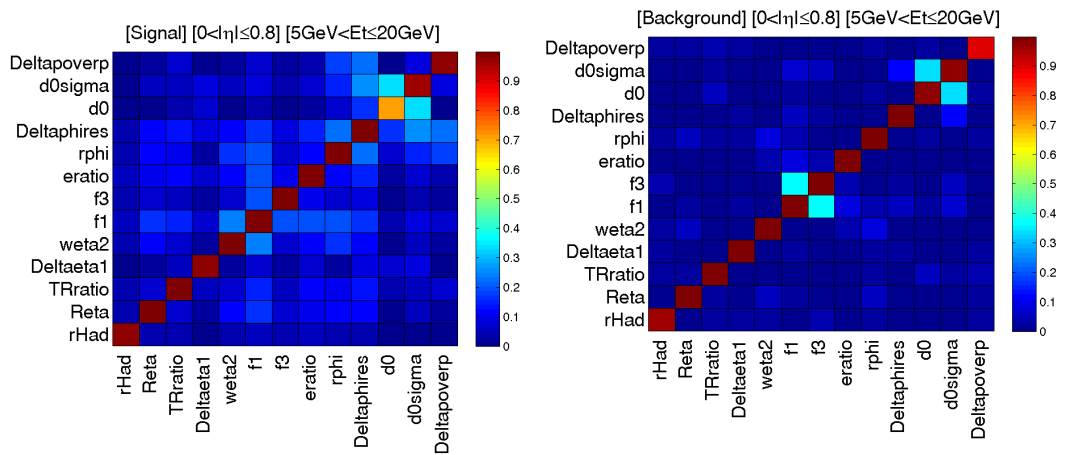 [Signal] [0<|η|≤0.8] [5GeV<Et≤20GeV]
Deltapoverp
d0sigma
d0
Deltaphires
rphi
eratio
f3
f1
weta2
Deltaeta1
TRratio
Reta
rHad
rHad
Reta
TRratio
Deltaeta1
weta2
f1
f3
eratio
rphi
Deltaphires
d0
d0sigma
Deltapoverp
0.9
0.8
0.7
0.6
0.5
0.4
0.3
0.2
0.1
0
[Background] [0<|η|≤0.8] [5GeV<Et≤20GeV]
Deltapoverp
d0sigma
d0
Deltaphires
rphi
eratio
f3
f1
weta2
Deltaeta1
TRratio
Reta
rHad
rHad
Reta
TRratio
Deltaeta1
weta2
f1
f3
eratio
rphi
Deltaphires
d0
d0sigma
Deltapoverp
0.9
0.8
0.7
0.6
0.5
0.4
0.3
0.2
0.1
0